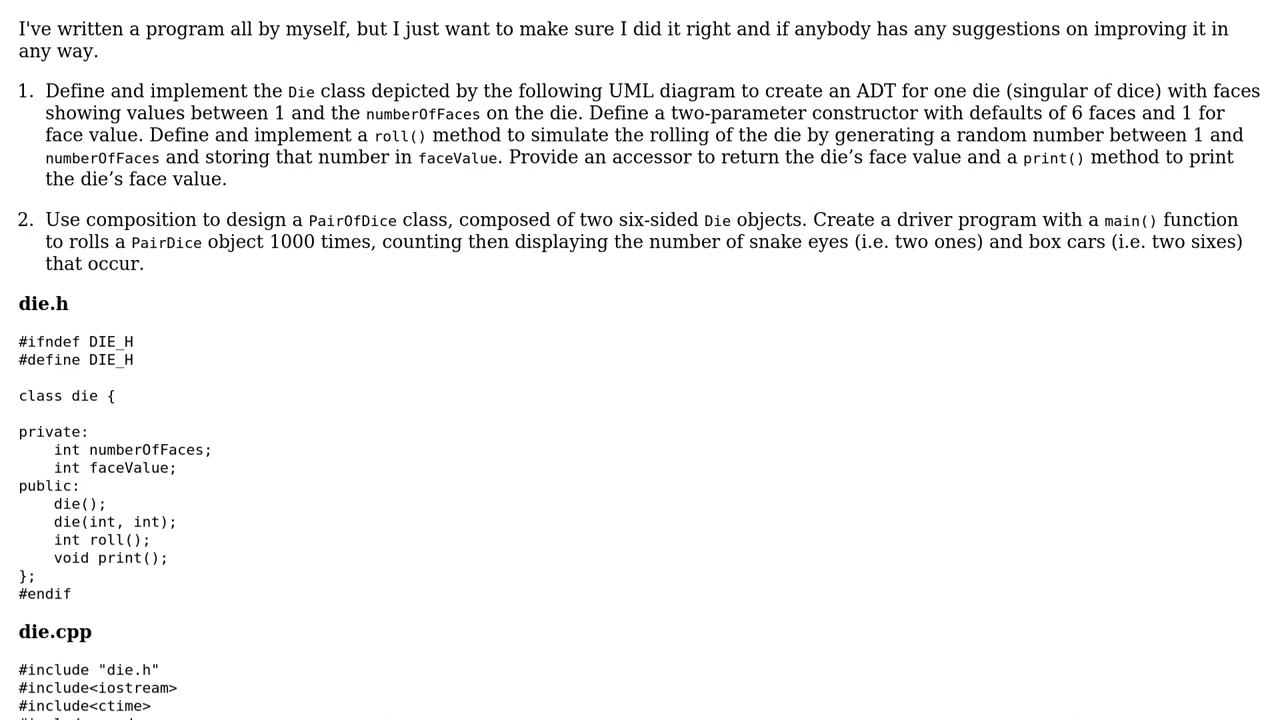 I've written a program all by myself, but I just want to make sure I did it right and if anybody has any suggestions on improving it in
any way.
1. Define and implement the Die class depicted by the following UML diagram to create an ADT for one die (singular of dice) with faces
showing values between 1 and the numberOfFaces on the die. Define a two-parameter constructor with defaults of 6 faces and 1 for
face value. Define and implement a roll() method to simulate the rolling of the die by generating a random number between 1 and
numberOfFaces and storing that number in faceValue. Provide an accessor to return the die’s face value and a print() method to print
the die’s face value.
2. Use composition to design a PairOfDice class, composed of two six-sided Die objects. Create a driver program with a main() function
to rolls a PairDice object 1000 times, counting then displaying the number of snake eyes (i.e. two ones) and box cars (i.e. two sixes)
that occur.
die.h
#ifndef DIE_H
#define DIE_H
class die {
private:
    int numberOfFaces;
    int faceValue;
public:
    die();
    die(int, int);
    int roll();
    void print();
};
#endif
die.cpp
#include "die.h"
#include<iostream>
#include<ctime>